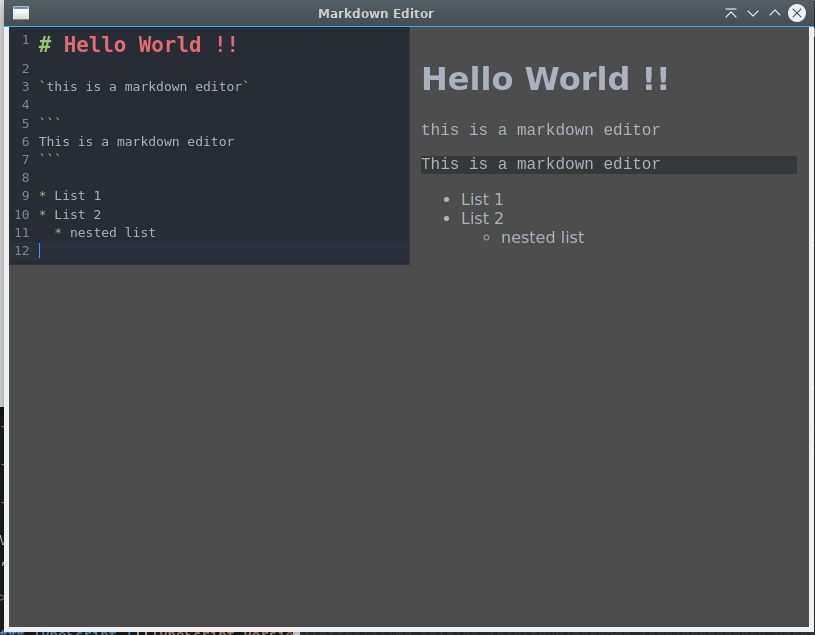 Markdown Editor
1 # Hello World !!
2
3 `this is a markdown editor`
4
5 ```
6 This is a markdown editor
7 ```
8
9 * List 1
10 * List 2
11   * nested list
12
Hello World !!
this is a markdown editor
This is a markdown editor
• List 1
• List 2
◦ nested list